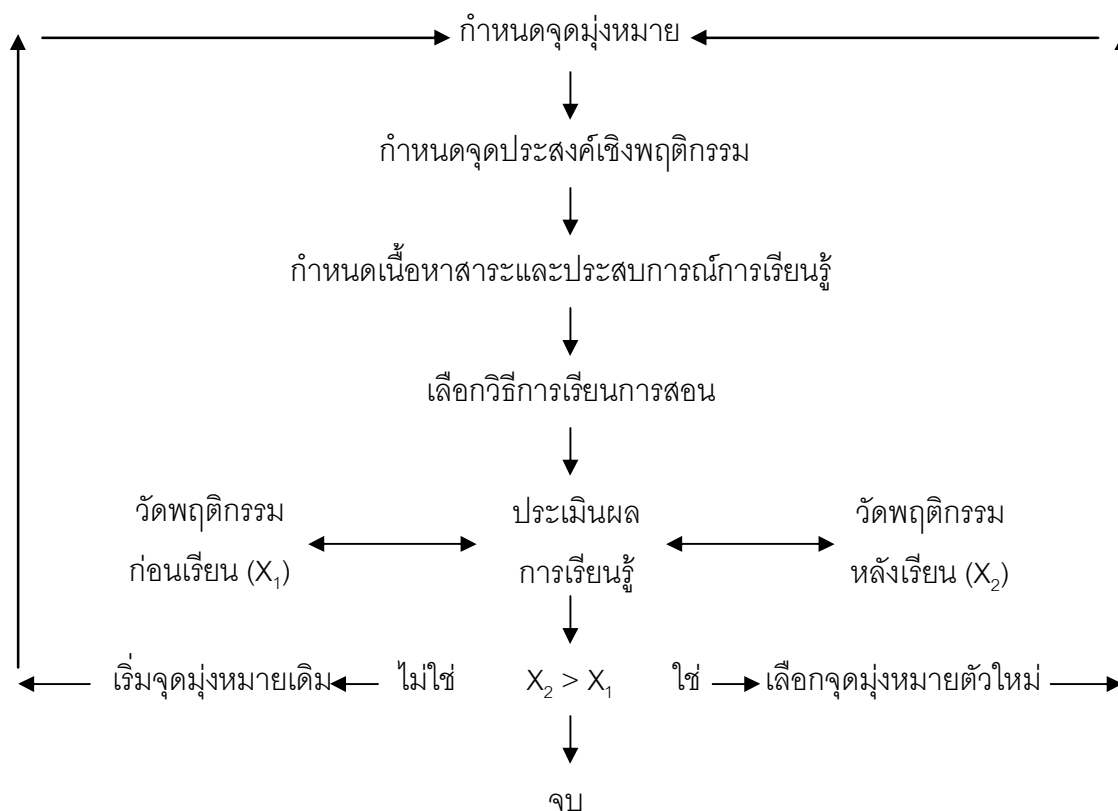 กำหนดจุดมุ่งหมาย
กำหนดจุดประสงค์เชิงพฤติกรรม
กำหนดเนื้อหาสาระและประสบการณ์การเรียนรู้
เลือกวิธีการเรียนการสอน
วัดพฤติกรรม
ก่อนเรียน (X₁)
ประเมินผล
การเรียนรู้
วัดพฤติกรรม
หลังเรียน (X₂)
เริ่มจุดมุ่งหมายเดิม ไม่ใช่ X₂ > X₁ ใช่ เลือกจุดมุ่งหมายตัวใหม่
จบ